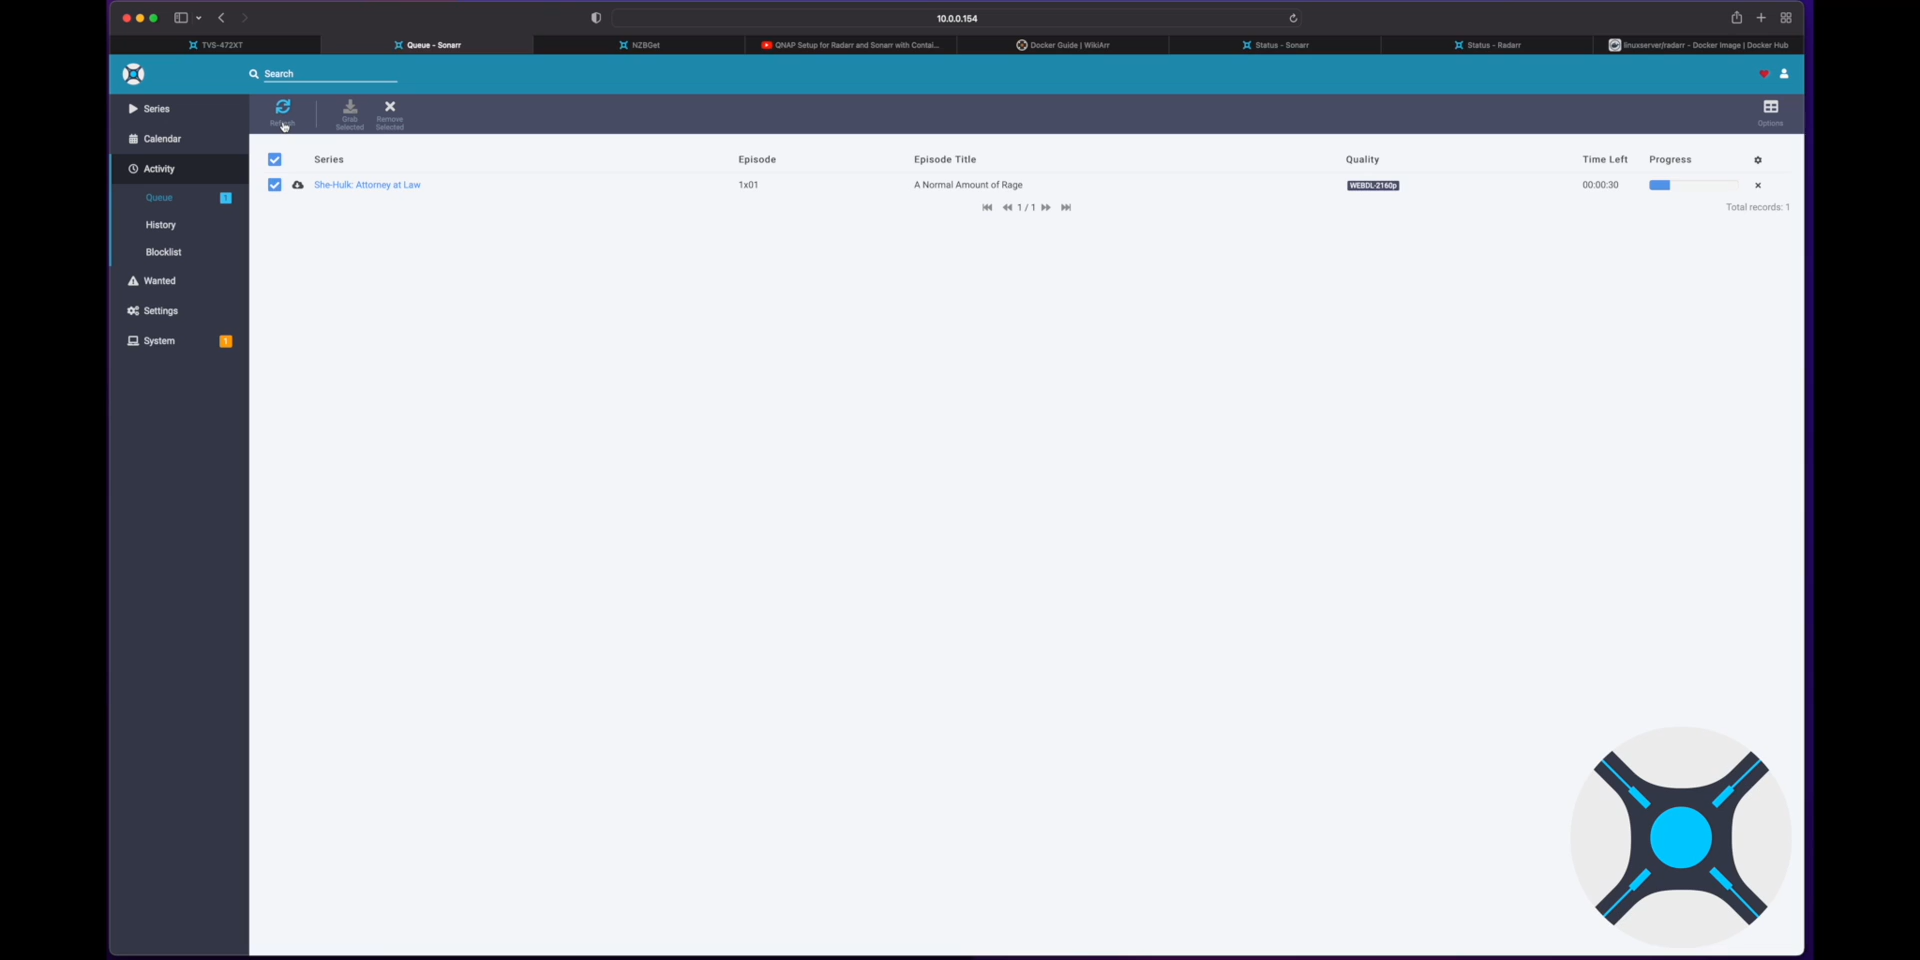 10.0.0.154
TVS-472XT
Queue - Sonarr
NZBGet
QNAP Setup for Radarr and Sonarr with Contai...
Docker Guide | WikiArr
Status - Sonarr
Status - Radarr
linuxserver/radarr - Docker Image | Docker Hub
Search
Series
Calendar
Activity
Queue 1
History
Blocklist
Wanted
Settings
System 1
Refresh
Grab
Selected
Remove
Selected
Options
Series Episode Episode Title Quality Time Left Progress
She-Hulk: Attorney at Law 1x01 A Normal Amount of Rage WEBDL-2160p 00:00:30
1 / 1
Total records: 1